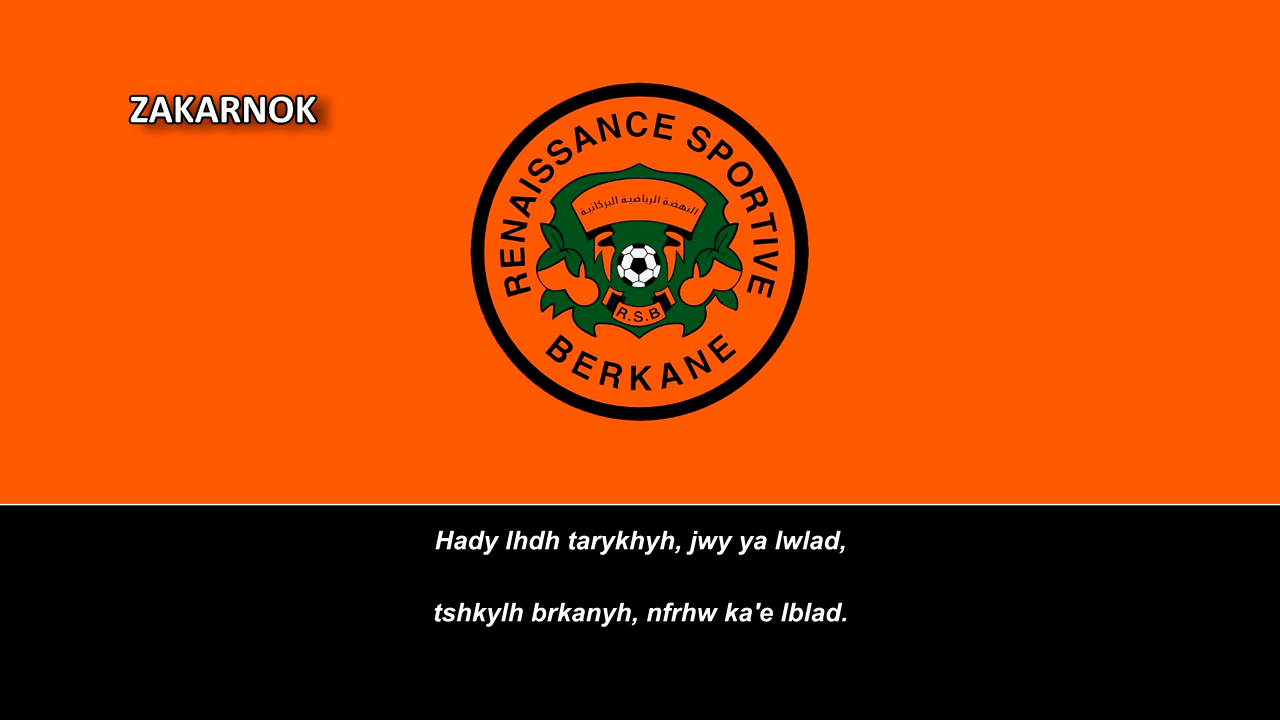 ZAKARNOK
RENAISSANCE SPORTIVE
النهضة الرياضية البركانية
R.S.B
BERKANE
Hady lhdh tarykhyh, jwy ya lwlad,
tshkylh brkanyh, nfrhw ka'e lblad.